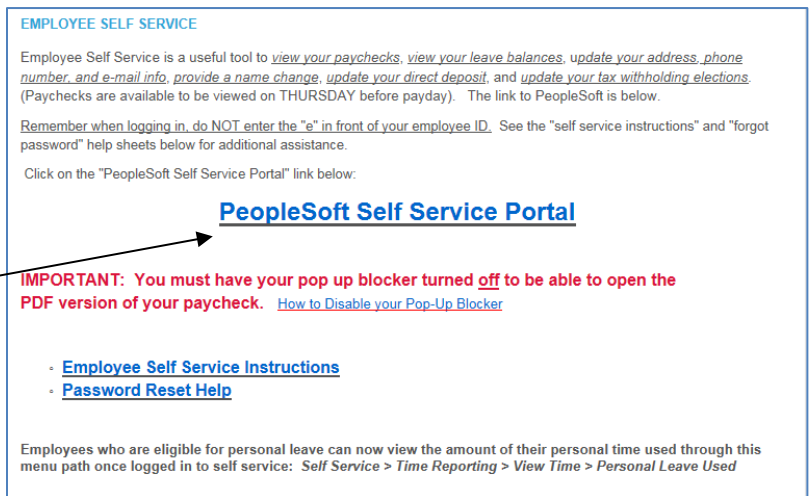 EMPLOYEE SELF SERVICE
Employee Self Service is a useful tool to view your paychecks, view your leave balances, update your address, phone
number, and e-mail info, provide a name change, update your direct deposit, and update your tax withholding elections.
(Paychecks are available to be viewed on THURSDAY before payday). The link to PeopleSoft is below.
Remember when logging in, do NOT enter the "e" in front of your employee ID. See the "self service instructions" and "forgot
password" help sheets below for additional assistance.
Click on the "PeopleSoft Self Service Portal" link below:
PeopleSoft Self Service Portal
IMPORTANT: You must have your pop up blocker turned off to be able to open the
PDF version of your paycheck. How to Disable your Pop-Up Blocker
◦ Employee Self Service Instructions
◦ Password Reset Help
Employees who are eligible for personal leave can now view the amount of their personal time used through this
menu path once logged in to self service: Self Service > Time Reporting > View Time > Personal Leave Used